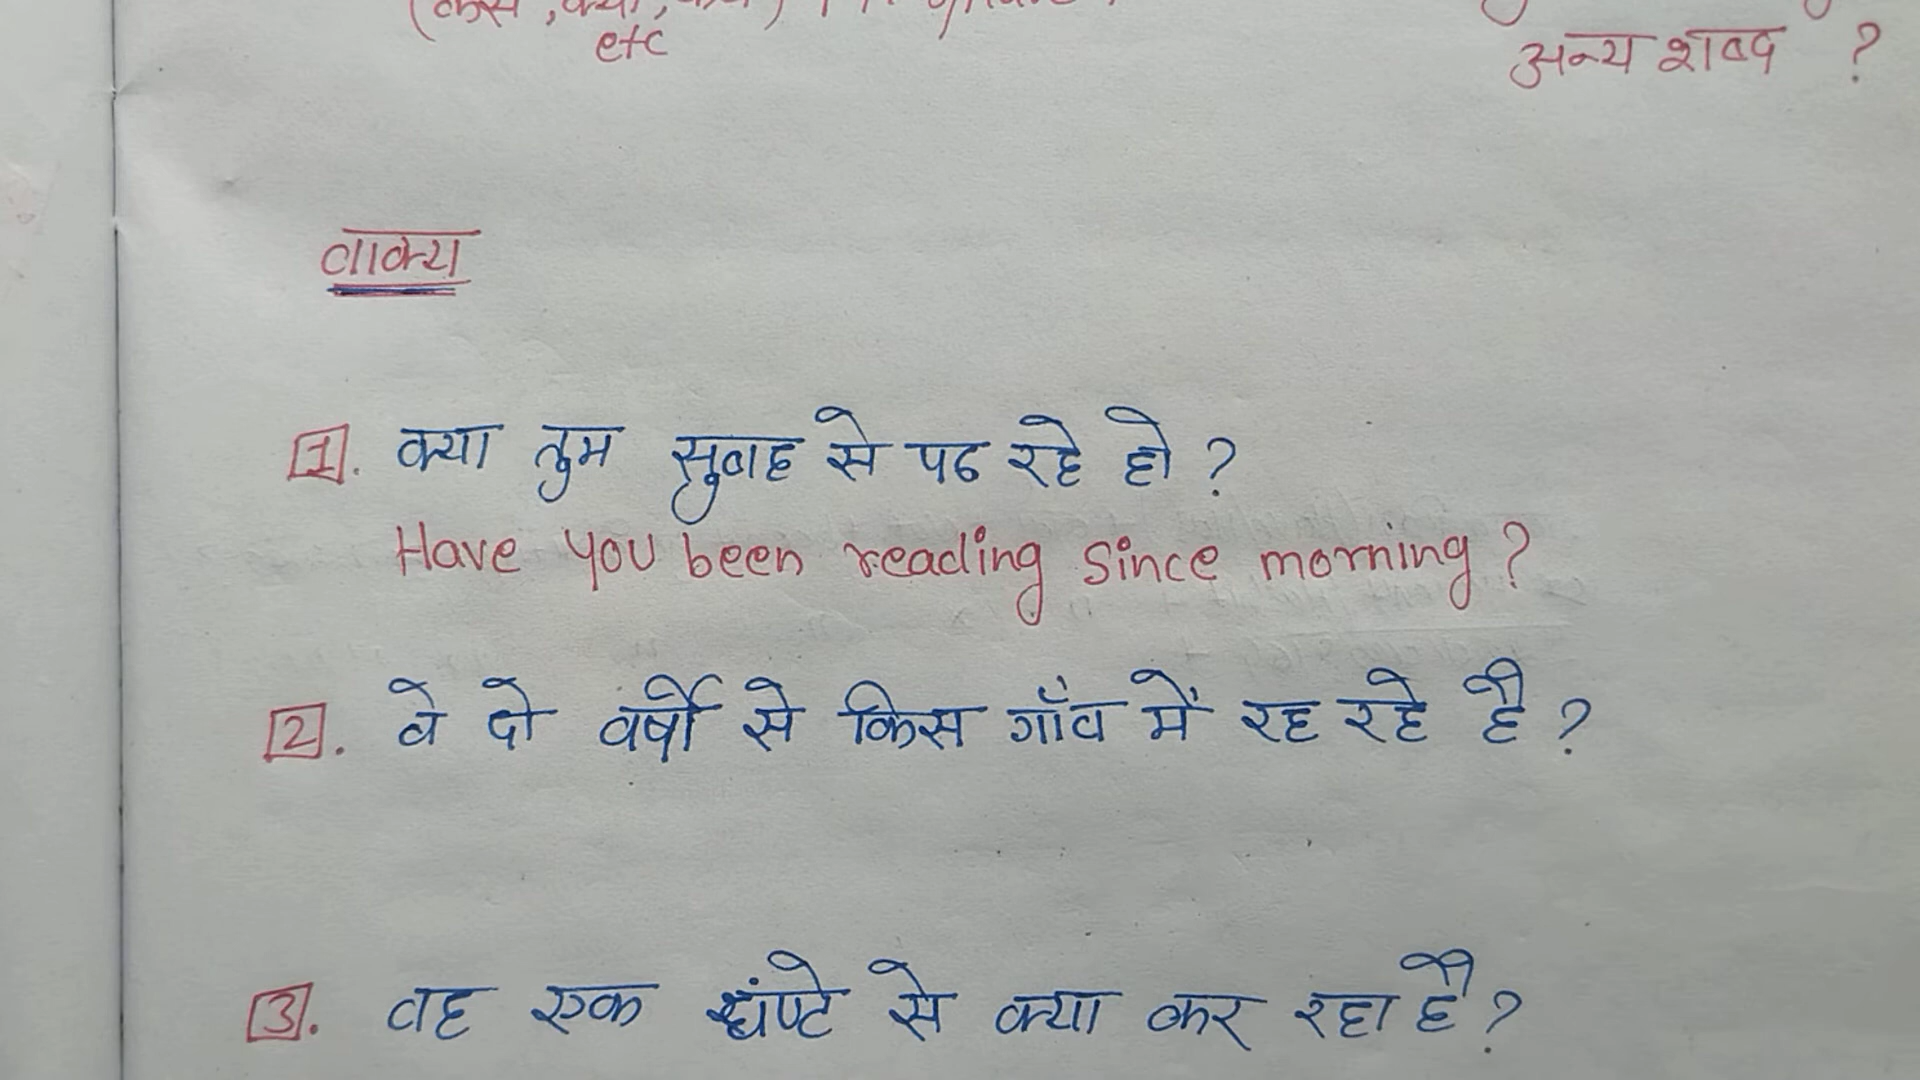 etc
अन्य शब्द ?
वाक्य
1. क्या तुम सुबह से पढ रहे हो ?
Have you been reading since morning ?
2. वे दो वर्षो से किस गाँव में रह रहे है ?
3. वह एक घंण्टे से क्या कर रहा है ?